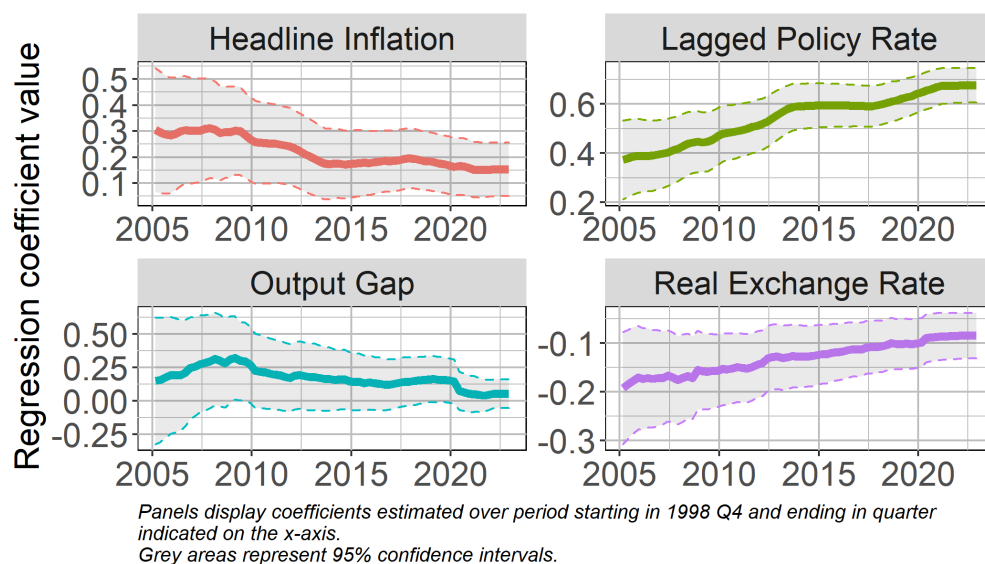 Regression coefficient value
Headline Inflation
0.5
0.4
0.3
0.2
0.1
2005 2010 2015 2020
Lagged Policy Rate
0.6
0.4
0.2
2005 2010 2015 2020
Output Gap
0.50
0.25
0.00
-0.25
2005 2010 2015 2020
Real Exchange Rate
-0.1
-0.2
-0.3
2005 2010 2015 2020
Panels display coefficients estimated over period starting in 1998 Q4 and ending in quarter
indicated on the x-axis.
Grey areas represent 95% confidence intervals.